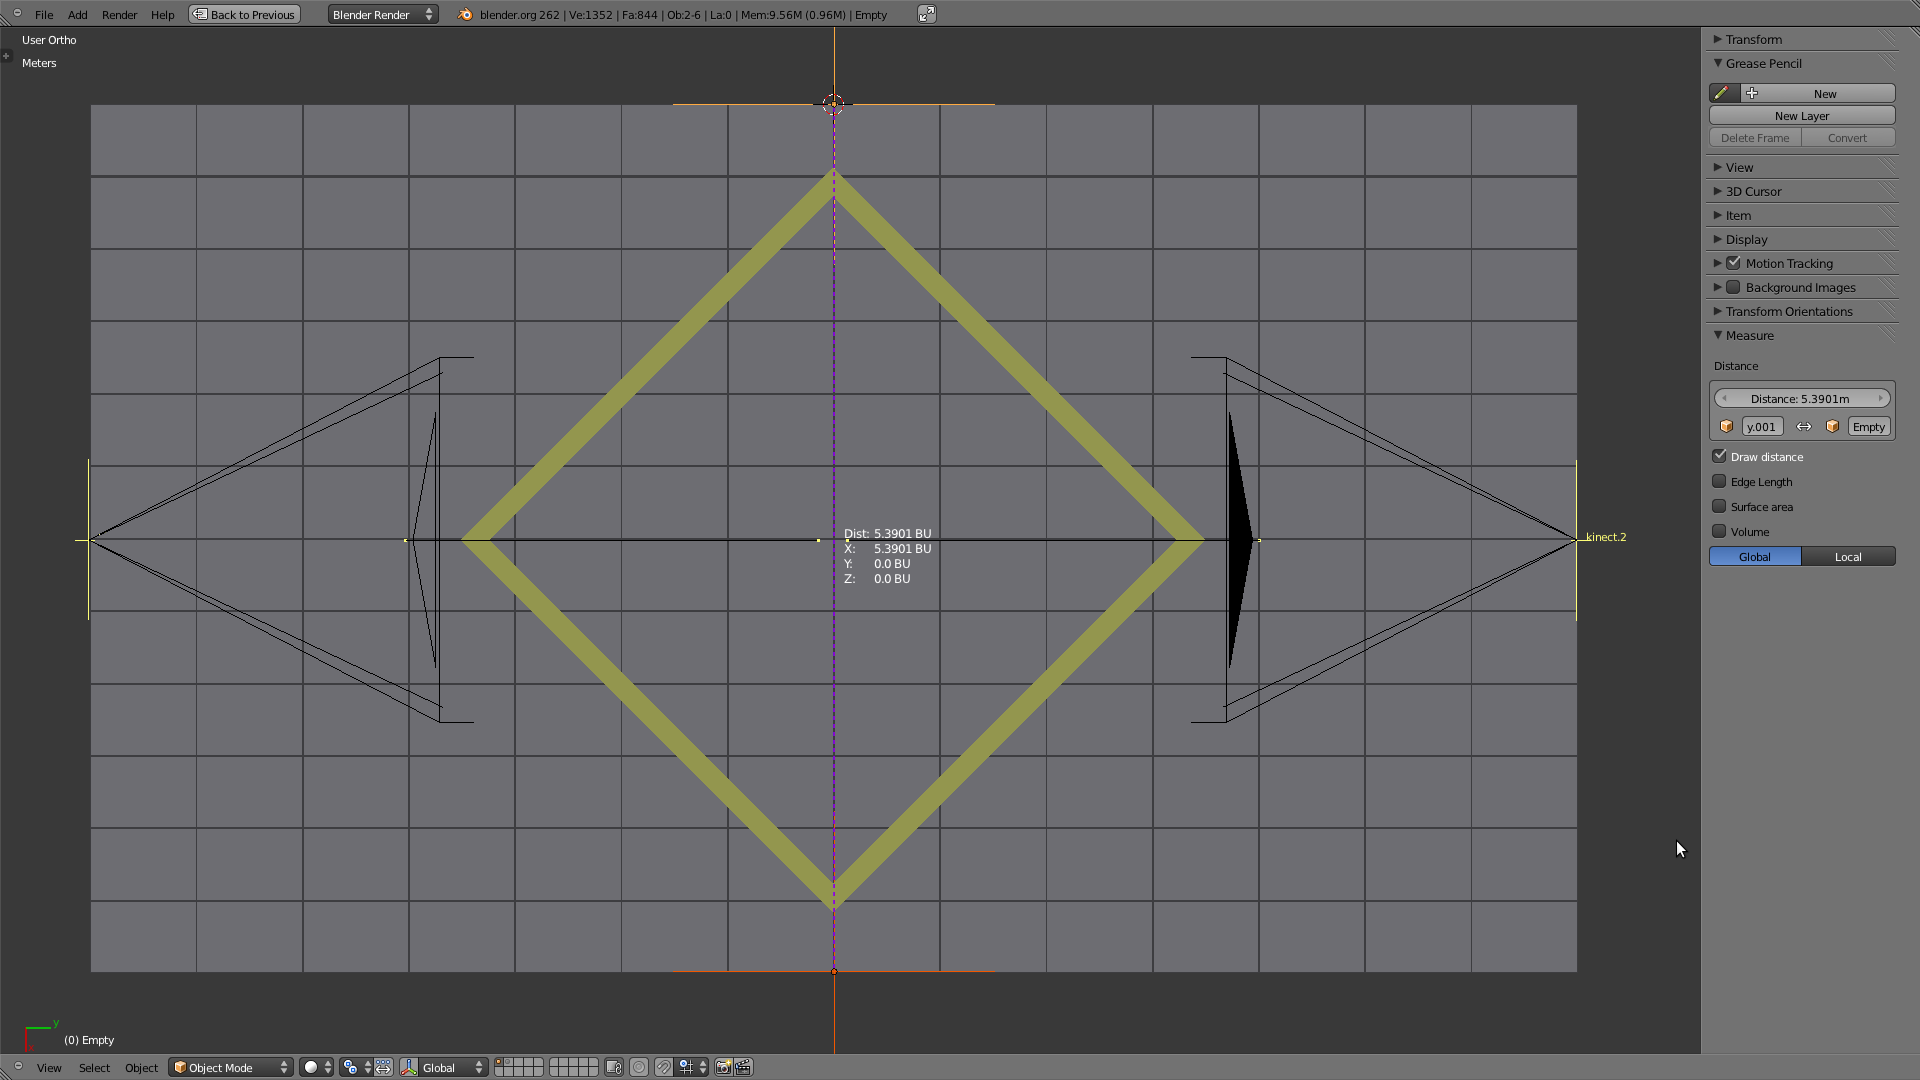 File Add Render Help Back to Previous Blender Render blender.org 262 | Ve:1352 | Fa:844 | Ob:2-6 | La:0 | Mem:9.56M (0.96M) | Empty
User Ortho
Meters
Transform
Grease Pencil
New
New Layer
Delete Frame Convert
View
3D Cursor
Item
Display
Motion Tracking
Background Images
Transform Orientations
Measure
Distance
Distance: 5.3901m
y.001 Empty
Draw distance
Edge Length
Surface area
Volume
Global Local
Dist: 5.3901 BU
X: 5.3901 BU
Y: 0.0 BU
Z: 0.0 BU
kinect.2
y
(0) Empty
View Select Object Object Mode Global